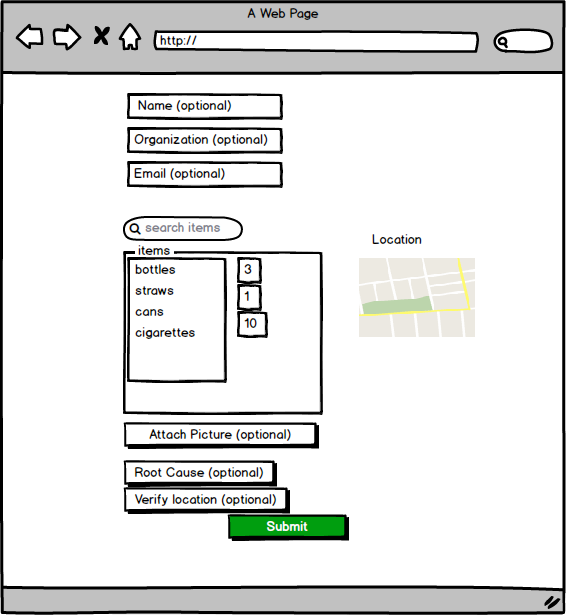 A Web Page
http://
Name (optional)
Organization (optional)
Email (optional)
search items
Location
items
bottles 3
straws 1
cans 10
cigarettes
Attach Picture (optional)
Root Cause (optional)
Verify location (optional)
Submit